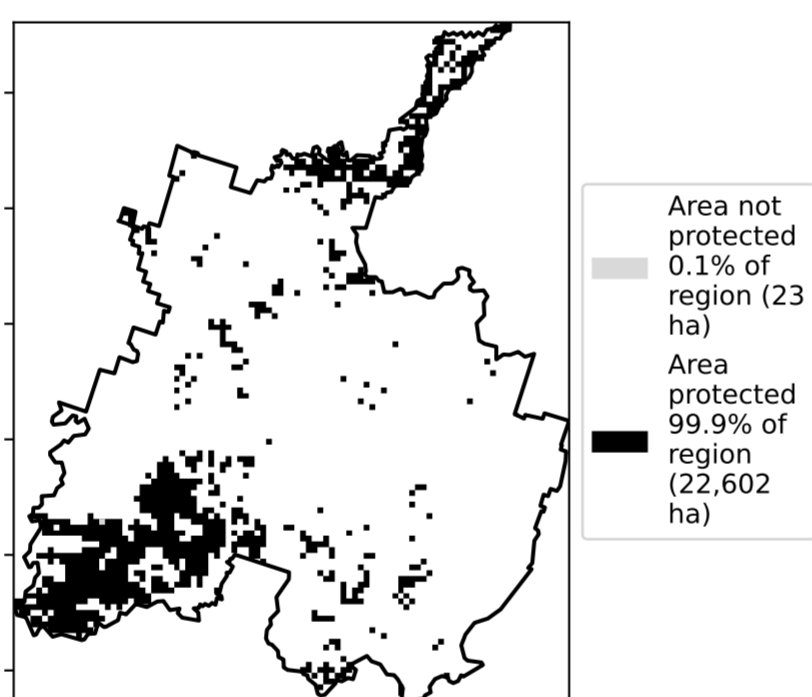 Area not
protected
0.1% of
region (23
ha)
Area
protected
99.9% of
region
(22,602
ha)